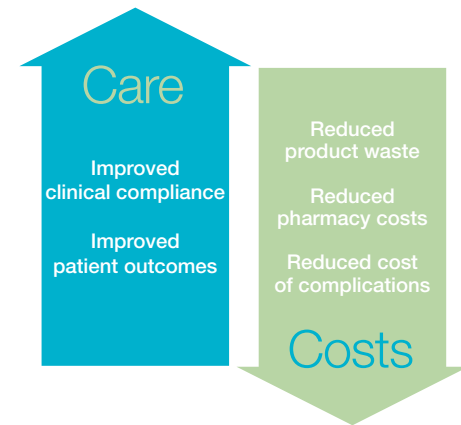 Care
Improved
clinical compliance
Improved
patient outcomes
Reduced
product waste
Reduced
pharmacy costs
Reduced cost
of complications
Costs